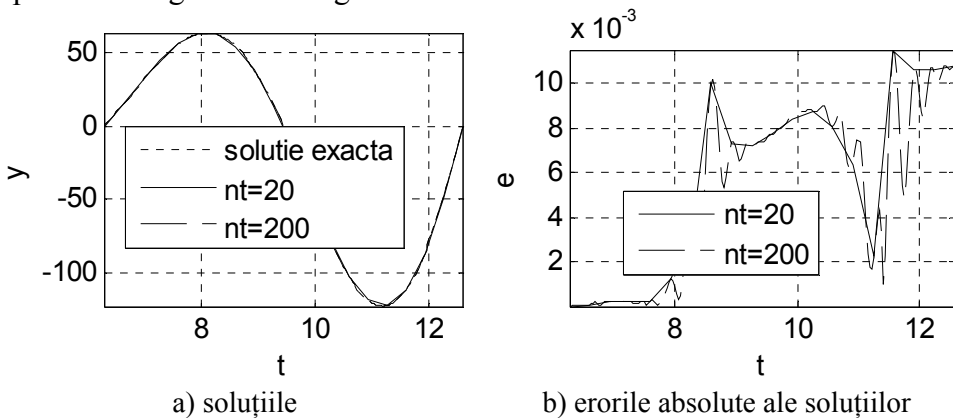 x 10⁻³
50
0
-50
-100
y
solutie exacta
nt=20
nt=200
8 10 12
t
10
8
6
4
2
e
nt=20
nt=200
8 10 12
t
a) soluțiile
b) erorile absolute ale soluțiilor